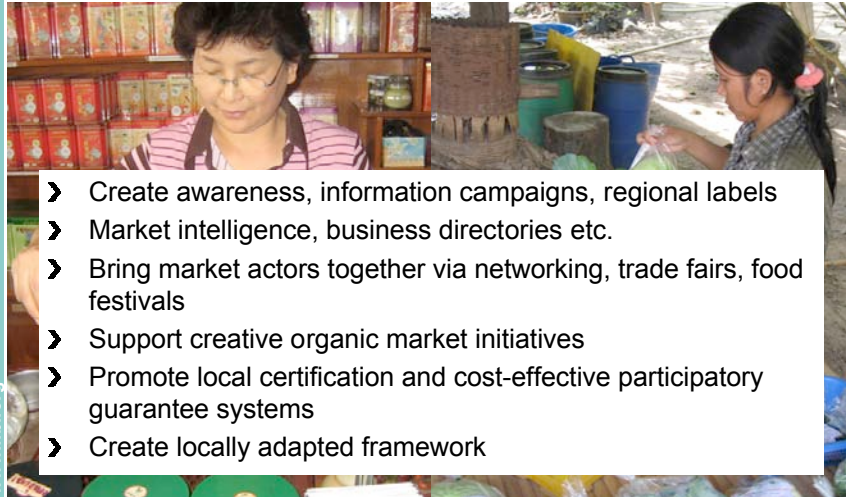 Create awareness, information campaigns, regional labels
Market intelligence, business directories etc.
Bring market actors together via networking, trade fairs, food
festivals
Support creative organic market initiatives
Promote local certification and cost-effective participatory
guarantee systems
Create locally adapted framework